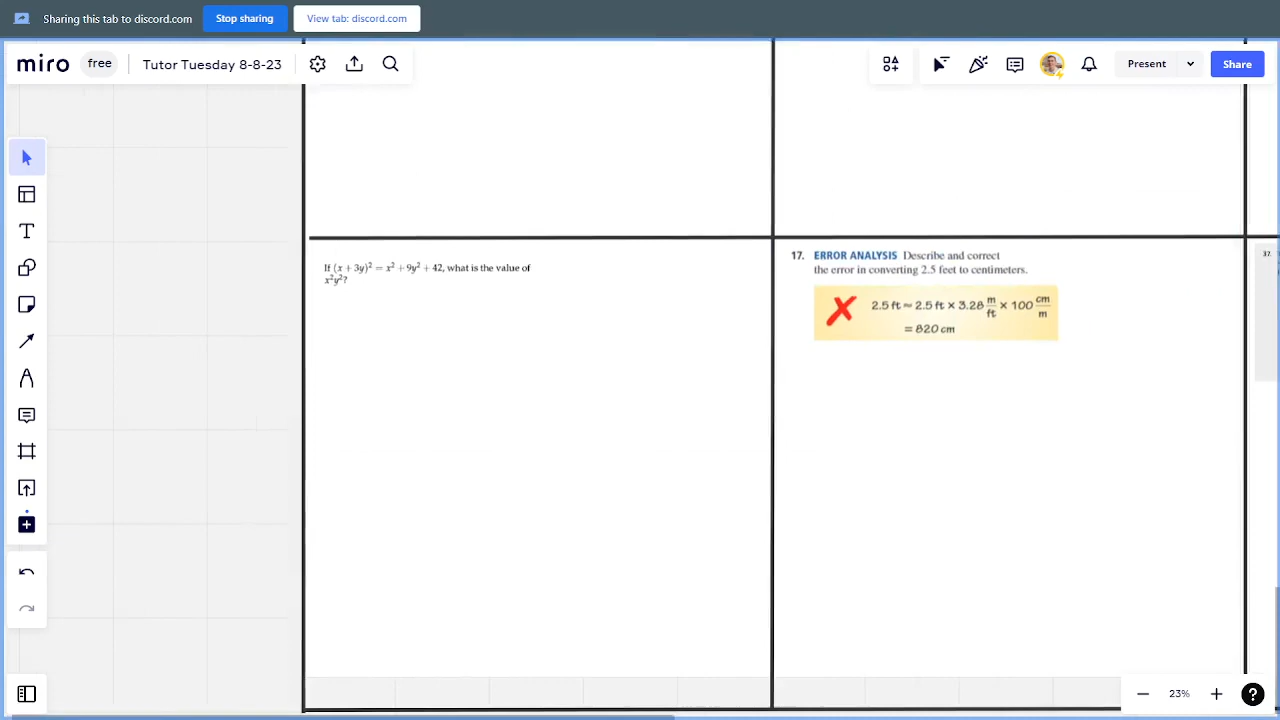 Sharing this tab to discord.com
Stop sharing
View tab: discord.com
miro
free
Tutor Tuesday 8-8-23
Present
Share
If (x + 3y)² = x² + 9y² + 42, what is the value of
x²y²?
17. ERROR ANALYSIS Describe and correct
the error in converting 2.5 feet to centimeters.
2.5 ft ≈ 2.5 ft × 3.28 m/ft × 100 cm/m
= 820 cm
37.
23%